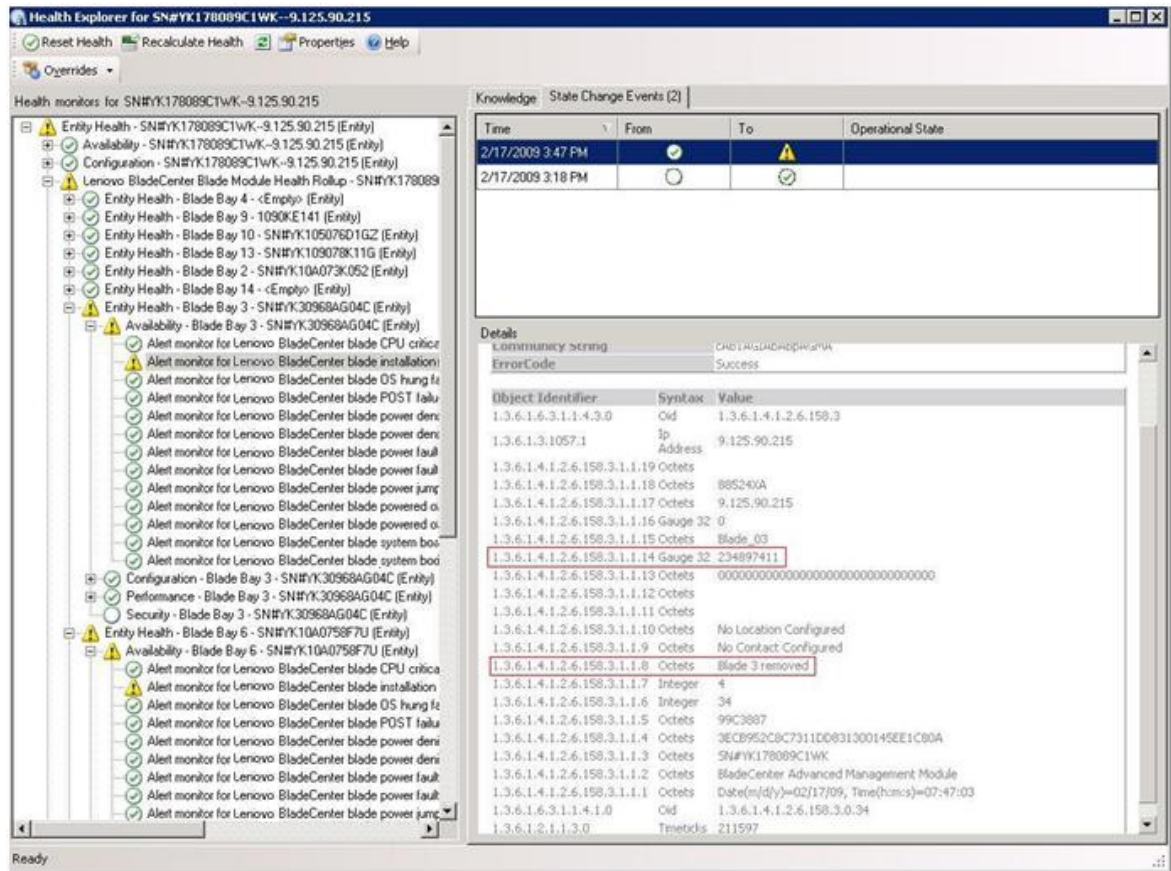 Health Explorer for SN#YK178089C1WK--9.125.90.215
Reset Health Recalculate Health Properties Help
Overrides
Health monitors for SN#YK178089C1WK--9.125.90.215
Entity Health - SN#YK178089C1WK--9.125.90.215 (Entity)
Availability - SN#YK178089C1WK--9.125.90.215 (Entity)
Configuration - SN#YK178089C1WK--9.125.90.215 (Entity)
Lenovo BladeCenter Blade Module Health Rollup - SN#YK178089
Entity Health - Blade Bay 4 - <Empty> (Entity)
Entity Health - Blade Bay 9 - 1090KE141 (Entity)
Entity Health - Blade Bay 10 - SN#YK105076D1GZ (Entity)
Entity Health - Blade Bay 13 - SN#YK109078K11G (Entity)
Entity Health - Blade Bay 2 - SN#YK10A073K052 (Entity)
Entity Health - Blade Bay 14 - <Empty> (Entity)
Entity Health - Blade Bay 3 - SN#YK30968AG04C (Entity)
Availability - Blade Bay 3 - SN#YK30968AG04C (Entity)
Alert monitor for Lenovo BladeCenter blade CPU critica
Alert monitor for Lenovo BladeCenter blade installation
Alert monitor for Lenovo BladeCenter blade OS hung fa
Alert monitor for Lenovo BladeCenter blade POST failu
Alert monitor for Lenovo BladeCenter blade power deni
Alert monitor for Lenovo BladeCenter blade power deni
Alert monitor for Lenovo BladeCenter blade power fault
Alert monitor for Lenovo BladeCenter blade power fault
Alert monitor for Lenovo BladeCenter blade power jump
Alert monitor for Lenovo BladeCenter blade powered o
Alert monitor for Lenovo BladeCenter blade powered o
Alert monitor for Lenovo BladeCenter blade system boa
Alert monitor for Lenovo BladeCenter blade system boo
Configuration - Blade Bay 3 - SN#YK30968AG04C (Entity)
Performance - Blade Bay 3 - SN#YK30968AG04C (Entity)
Security - Blade Bay 3 - SN#YK30968AG04C (Entity)
Entity Health - Blade Bay 6 - SN#YK10A0758F7U (Entity)
Availability - Blade Bay 6 - SN#YK10A0758F7U (Entity)
Alert monitor for Lenovo BladeCenter blade CPU critica
Alert monitor for Lenovo BladeCenter blade installation
Alert monitor for Lenovo BladeCenter blade OS hung fa
Alert monitor for Lenovo BladeCenter blade POST failu
Alert monitor for Lenovo BladeCenter blade power deni
Alert monitor for Lenovo BladeCenter blade power deni
Alert monitor for Lenovo BladeCenter blade power fault
Alert monitor for Lenovo BladeCenter blade power fault
Alert monitor for Lenovo BladeCenter blade power jump
Knowledge State Change Events (2)
Time From To Operational State
2/17/2009 3:47 PM
2/17/2009 3:18 PM
Details
Community String
ErrorCode Success
Object Identifier Syntax Value
1.3.6.1.6.3.1.1.4.3.0 Oid 1.3.6.1.4.1.2.6.158.3
1.3.6.1.3.1057.1 Ip Address 9.125.90.215
1.3.6.1.4.1.2.6.158.3.1.1.19 Octets
1.3.6.1.4.1.2.6.158.3.1.1.18 Octets 88524XA
1.3.6.1.4.1.2.6.158.3.1.1.17 Octets 9.125.90.215
1.3.6.1.4.1.2.6.158.3.1.1.16 Gauge 32 0
1.3.6.1.4.1.2.6.158.3.1.1.15 Octets Blade_03
1.3.6.1.4.1.2.6.158.3.1.1.14 Gauge 32 234897411
1.3.6.1.4.1.2.6.158.3.1.1.13 Octets 00000000000000000000000000000000
1.3.6.1.4.1.2.6.158.3.1.1.12 Octets
1.3.6.1.4.1.2.6.158.3.1.1.11 Octets
1.3.6.1.4.1.2.6.158.3.1.1.10 Octets No Location Configured
1.3.6.1.4.1.2.6.158.3.1.1.9 Octets No Contact Configured
1.3.6.1.4.1.2.6.158.3.1.1.8 Octets Blade 3 removed
1.3.6.1.4.1.2.6.158.3.1.1.7 Integer 4
1.3.6.1.4.1.2.6.158.3.1.1.6 Integer 34
1.3.6.1.4.1.2.6.158.3.1.1.5 Octets 99C3887
1.3.6.1.4.1.2.6.158.3.1.1.4 Octets 3ECB952C8C7311DD831300145EE1C80A
1.3.6.1.4.1.2.6.158.3.1.1.3 Octets SN#YK178089C1WK
1.3.6.1.4.1.2.6.158.3.1.1.2 Octets BladeCenter Advanced Management Module
1.3.6.1.4.1.2.6.158.3.1.1.1 Octets Date(m/d/y)=02/17/09, Time(h:m:s)=07:47:03
1.3.6.1.6.3.1.1.4.1.0 Oid 1.3.6.1.4.1.2.6.158.3.0.34
1.3.6.1.2.1.1.3.0 Timeticks 211597
Ready